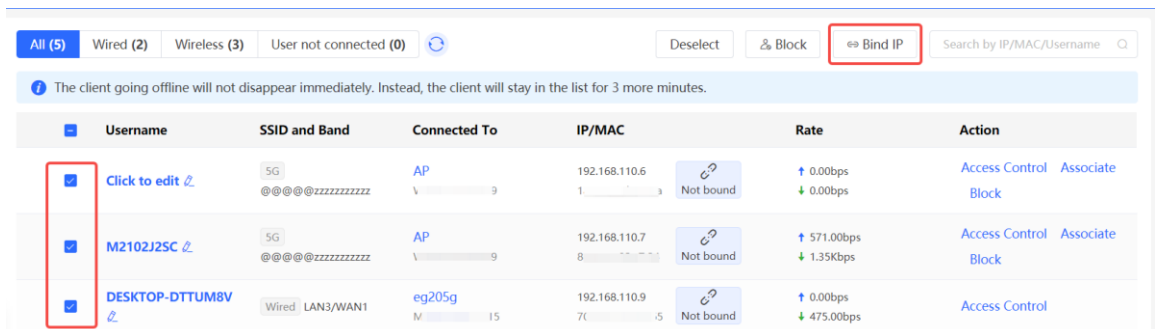 All (5) Wired (2) Wireless (3) User not connected (0) Deselect Block Bind IP Search by IP/MAC/Username
The client going offline will not disappear immediately. Instead, the client will stay in the list for 3 more minutes.
Username SSID and Band Connected To IP/MAC Rate Action
Click to edit 5G @@@@@zzzzzzzzzzz AP 192.168.110.6 Not bound 0.00bps 0.00bps Access Control Associate Block
M2102J2SC 5G @@@@@zzzzzzzzzzz AP 192.168.110.7 Not bound 571.00bps 1.35Kbps Access Control Associate Block
DESKTOP-DTTUM8V Wired LAN3/WAN1 eg205g 192.168.110.9 Not bound 0.00bps 475.00bps Access Control